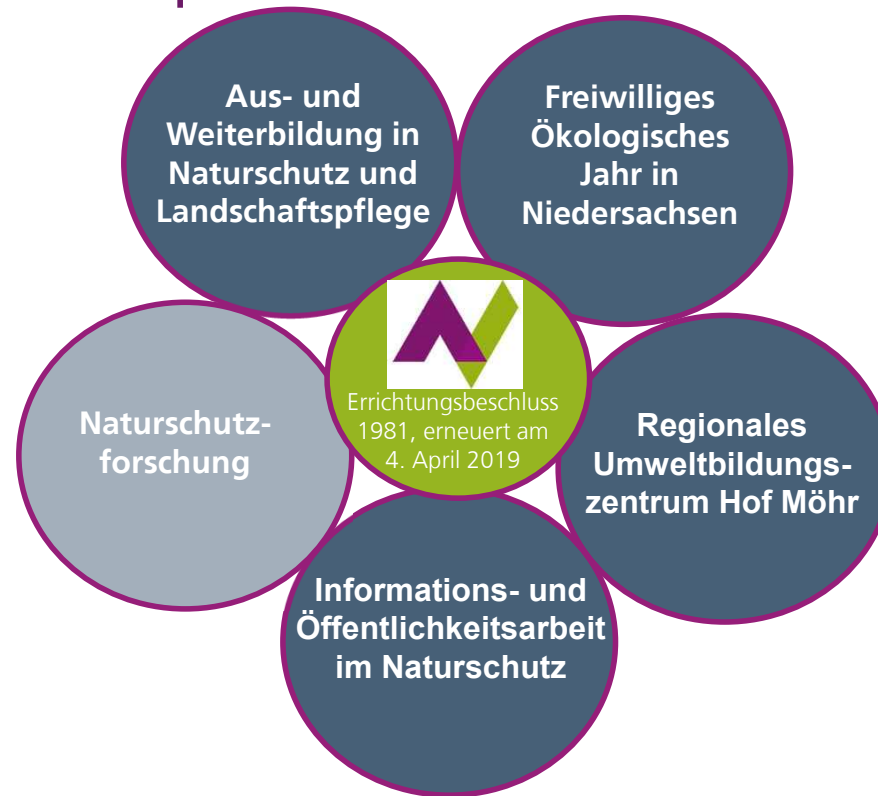 Aus- und
Weiterbildung in
Naturschutz und
Landschaftspflege
Freiwilliges
Ökologisches
Jahr in
Niedersachsen
Errichtungsbeschluss
1981, erneuert am
4. April 2019
Naturschutz-
forschung
Regionales
Umweltbildungs-
zentrum Hof Möhr
Informations- und
Öffentlichkeitsarbeit
im Naturschutz